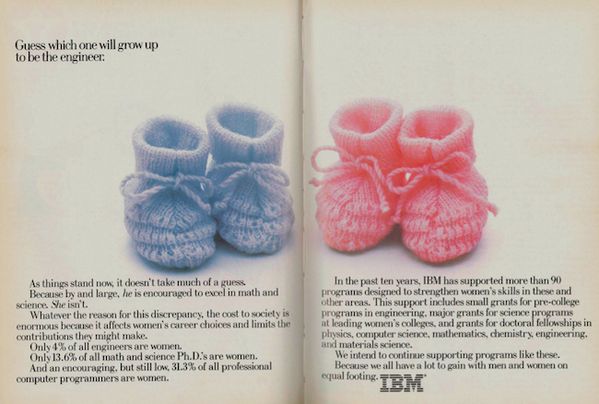 Guess which one will grow up
to be the engineer.
As things stand now, it doesn't take much of a guess.
Because by and large, he is encouraged to excel in math and
science. She isn't.
Whatever the reason for this discrepancy, the cost to society is
enormous because it affects women's career choices and limits the
contributions they might make.
Only 4% of all engineers are women.
Only 13.6% of all math and science Ph.D.'s are women.
And an encouraging, but still low, 31.3% of all professional
computer programmers are women.
In the past ten years, IBM has supported more than 90
programs designed to strengthen women's skills in these and
other areas. This support includes small grants for pre-college
programs in engineering, major grants for science programs
at leading women's colleges, and grants for doctoral fellowships in
physics, computer science, mathematics, chemistry, engineering,
and materials science.
We intend to continue supporting programs like these.
Because we all have a lot to gain with men and women on
equal footing. IBM